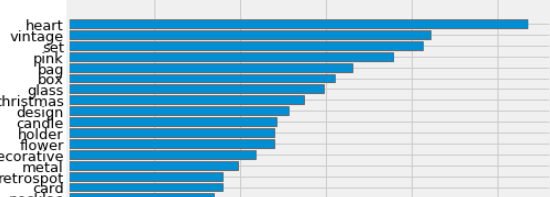 heart
vintage
set
pink
bag
box
glass
christmas
design
candle
holder
flower
ecorative
metal
retrospot
card